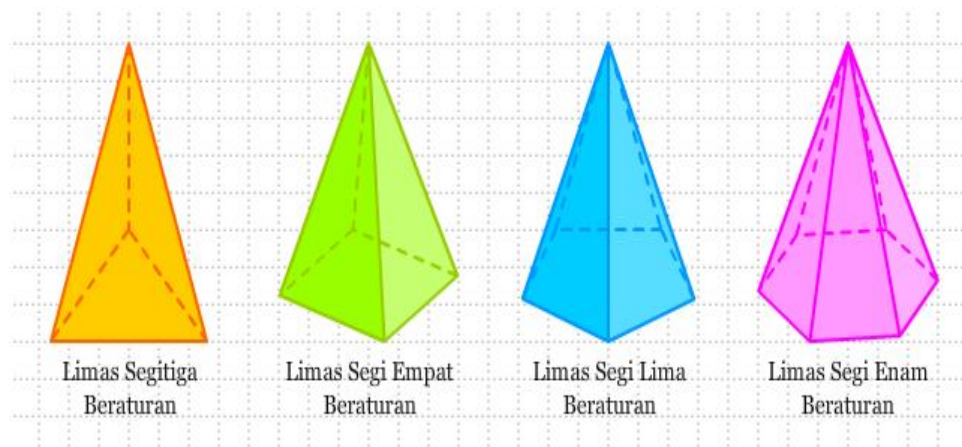 Limas Segitiga
Beraturan
Limas Segi Empat
Beraturan
Limas Segi Lima
Beraturan
Limas Segi Enam
Beraturan